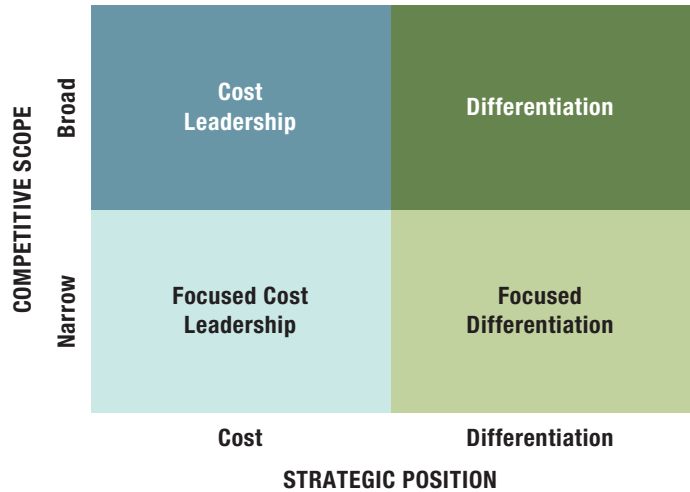 COMPETITIVE SCOPE
Broad
Narrow
Cost
Leadership
Differentiation
Focused Cost
Leadership
Focused
Differentiation
Cost
Differentiation
STRATEGIC POSITION